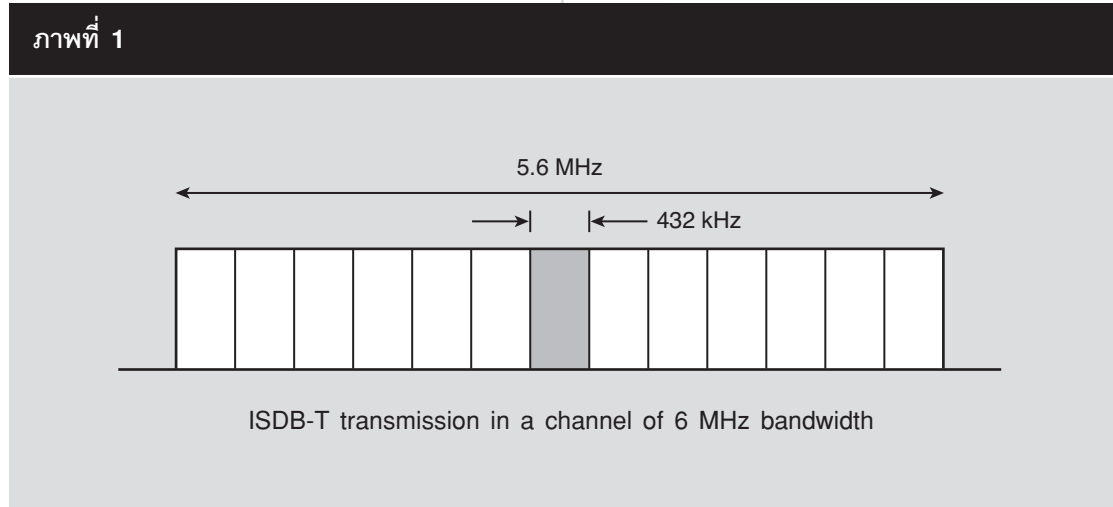 ภาพที่ 1
5.6 MHz
432 kHz
ISDB-T transmission in a channel of 6 MHz bandwidth